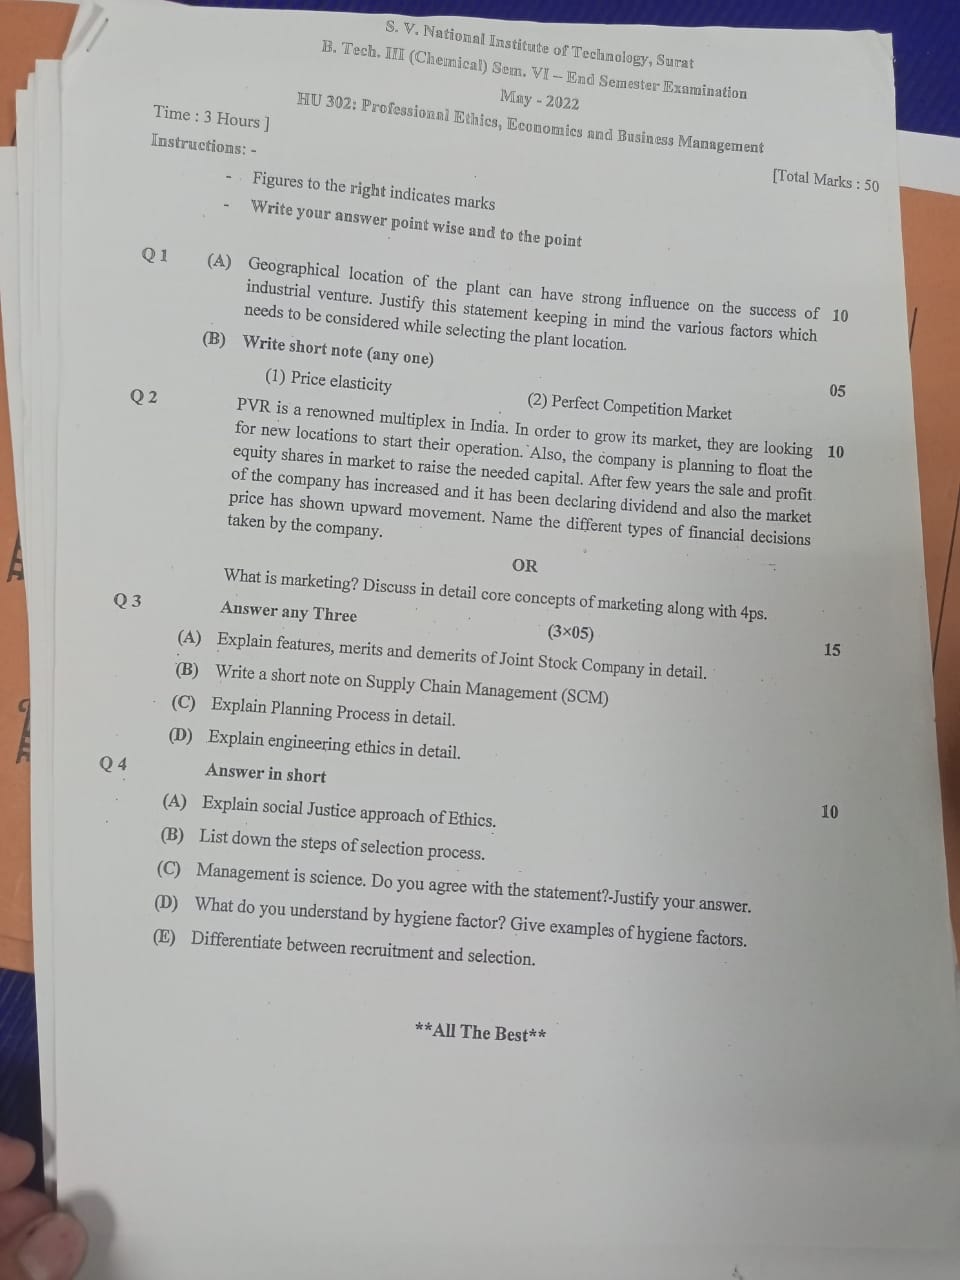 S. V. National Institute of Technology, Surat
B. Tech. III (Chemical) Sem. VI – End Semester Examination
May - 2022
HU 302: Professional Ethics, Economics and Business Management
Time : 3 Hours ]
[Total Marks : 50
Instructions: -
- Figures to the right indicates marks
- Write your answer point wise and to the point
Q 1 (A) Geographical location of the plant can have strong influence on the success of 10
industrial venture. Justify this statement keeping in mind the various factors which
needs to be considered while selecting the plant location.
(B) Write short note (any one) 05
(1) Price elasticity (2) Perfect Competition Market
Q 2 PVR is a renowned multiplex in India. In order to grow its market, they are looking 10
for new locations to start their operation. Also, the company is planning to float the
equity shares in market to raise the needed capital. After few years the sale and profit
of the company has increased and it has been declaring dividend and also the market
price has shown upward movement. Name the different types of financial decisions
taken by the company.
OR
What is marketing? Discuss in detail core concepts of marketing along with 4ps.
Q 3 Answer any Three (3×05) 15
(A) Explain features, merits and demerits of Joint Stock Company in detail.
(B) Write a short note on Supply Chain Management (SCM)
(C) Explain Planning Process in detail.
(D) Explain engineering ethics in detail.
Q 4 Answer in short 10
(A) Explain social Justice approach of Ethics.
(B) List down the steps of selection process.
(C) Management is science. Do you agree with the statement?-Justify your answer.
(D) What do you understand by hygiene factor? Give examples of hygiene factors.
(E) Differentiate between recruitment and selection.
**All The Best**